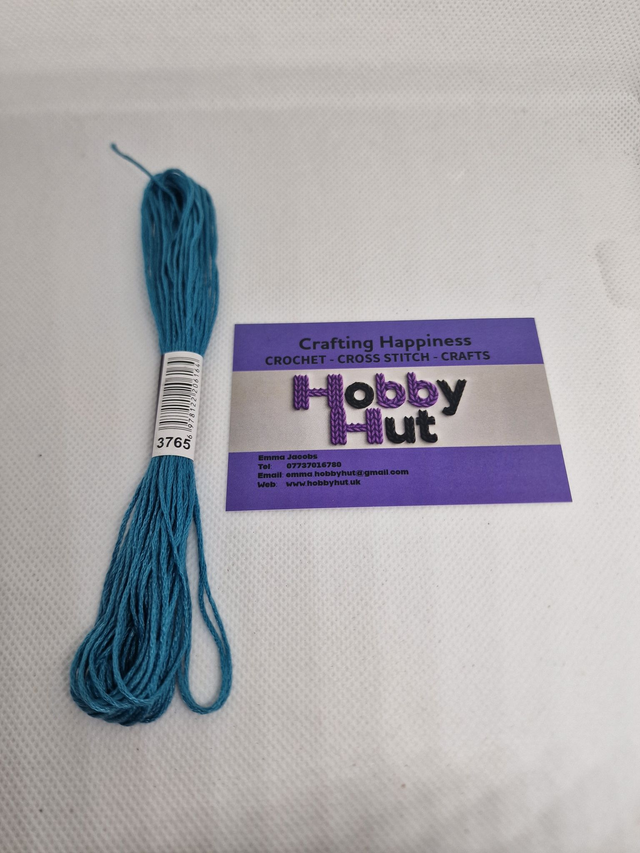 3765
Crafting Happiness
CROCHET - CROSS STITCH - CRAFTS
Hobby
Hut
Emma Jacobs
Tel: 07737016780
Email: emma.hobbyhut@gmail.com
Web: www.hobbyhut.uk